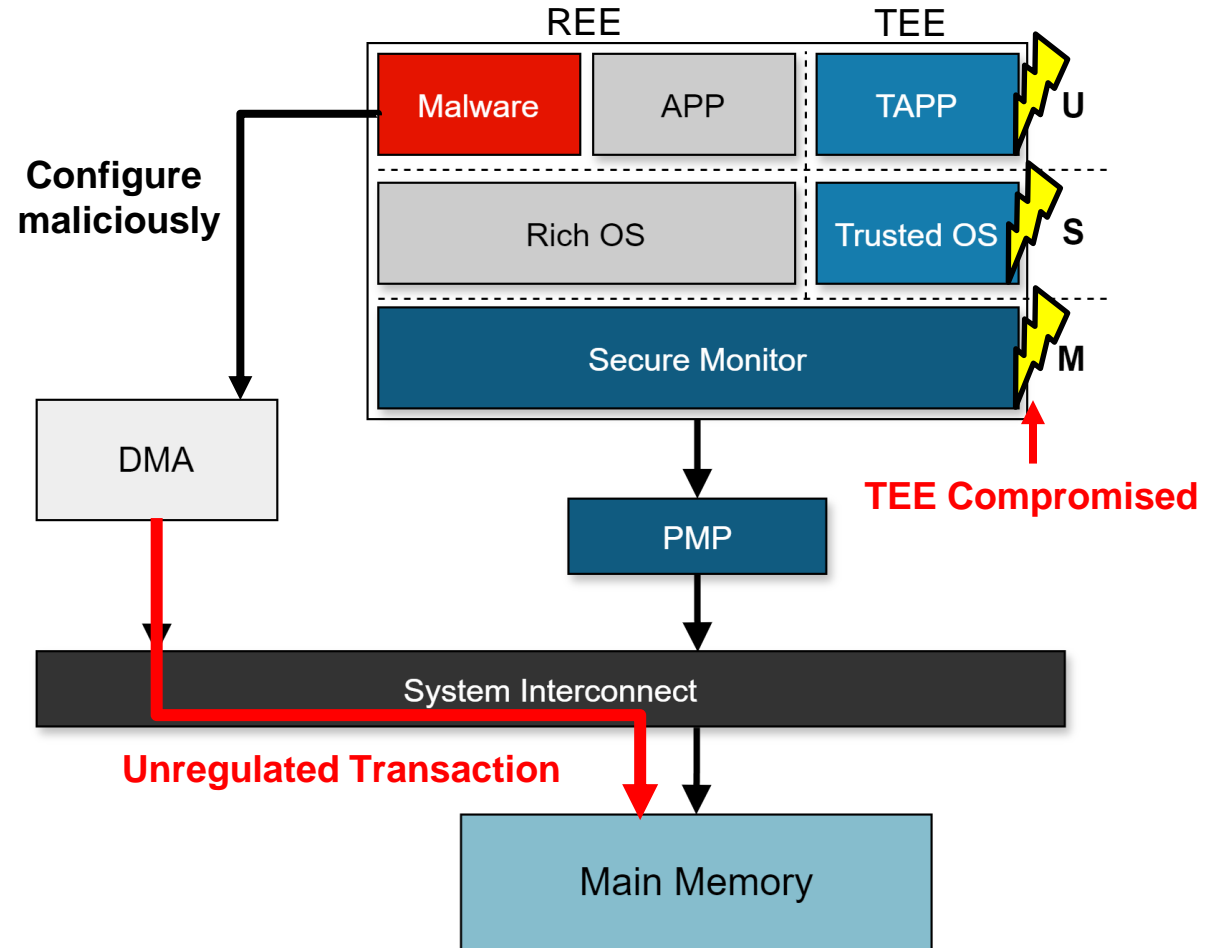 REE TEE
Malware APP TAPP U
Configure
maliciously
Rich OS Trusted OS S
Secure Monitor M
DMA
TEE Compromised
PMP
System Interconnect
Unregulated Transaction
Main Memory